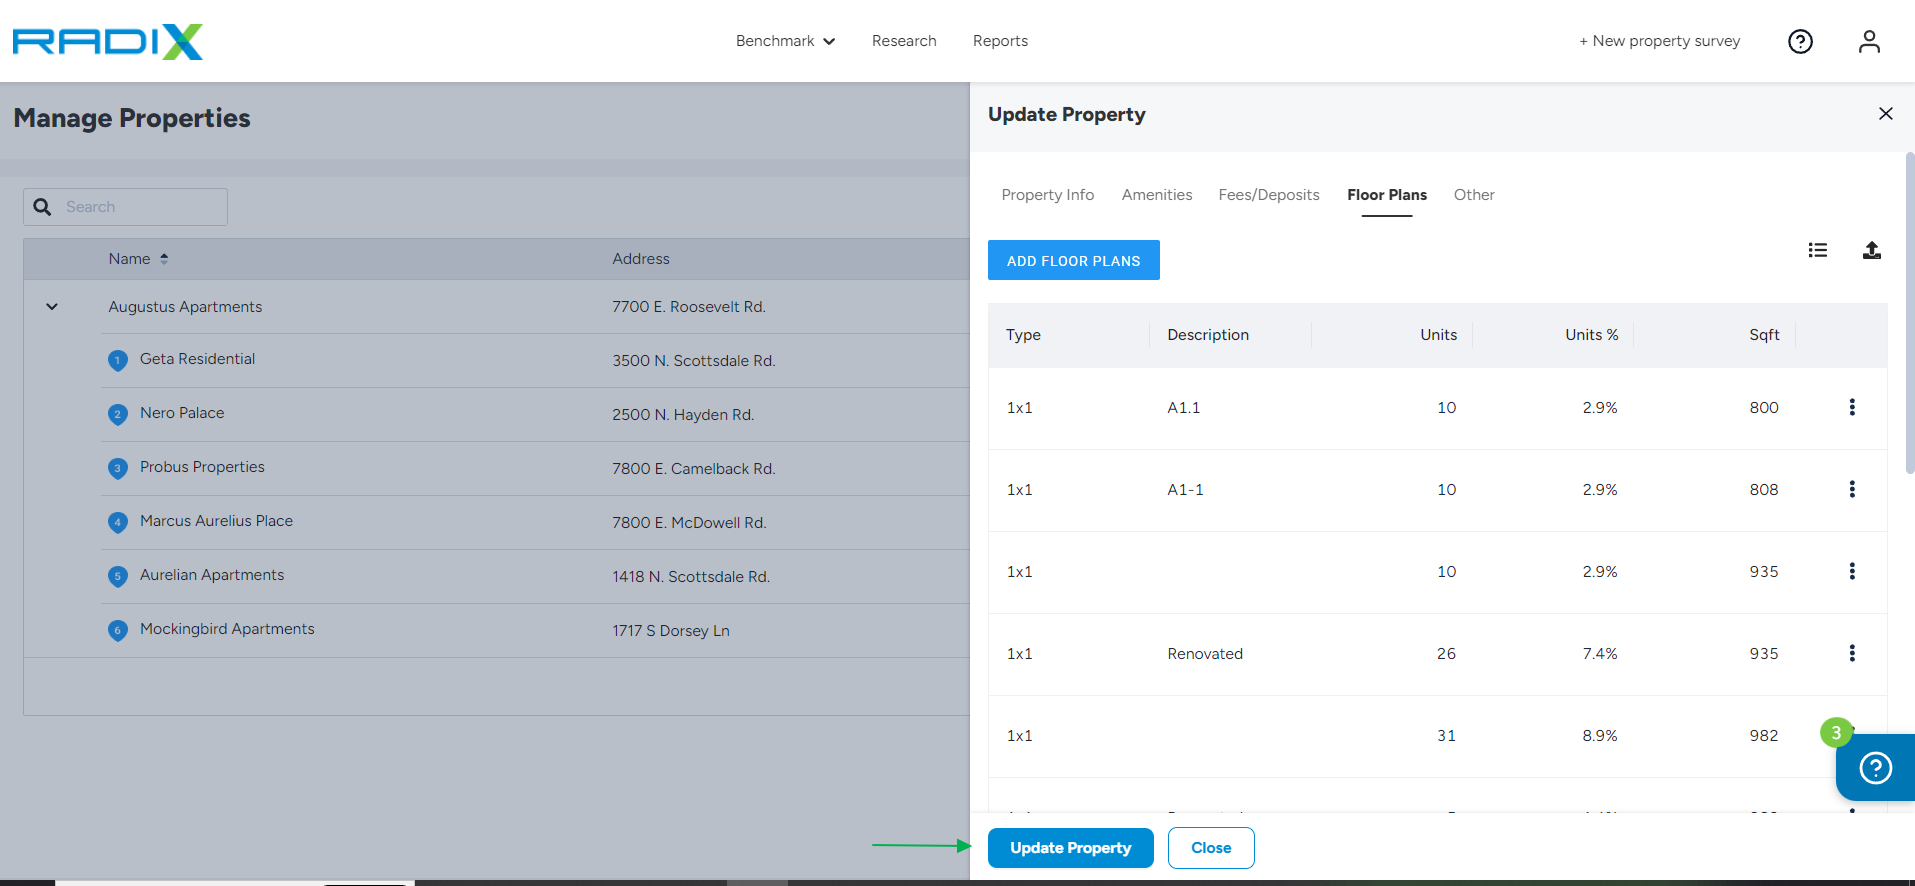 RADIX
Benchmark Research Reports + New property survey
Manage Properties
Search
Name Address
Augustus Apartments 7700 E. Roosevelt Rd.
1 Geta Residential 3500 N. Scottsdale Rd.
2 Nero Palace 2500 N. Hayden Rd.
3 Probus Properties 7800 E. Camelback Rd.
4 Marcus Aurelius Place 7800 E. McDowell Rd.
5 Aurelian Apartments 1418 N. Scottsdale Rd.
6 Mockingbird Apartments 1717 S Dorsey Ln
Update Property
Property Info Amenities Fees/Deposits Floor Plans Other
ADD FLOOR PLANS
Type Description Units Units % Sqft
1x1 A1.1 10 2.9% 800
1x1 A1-1 10 2.9% 808
1x1 10 2.9% 935
1x1 Renovated 26 7.4% 935
1x1 31 8.9% 982
3
Update Property Close